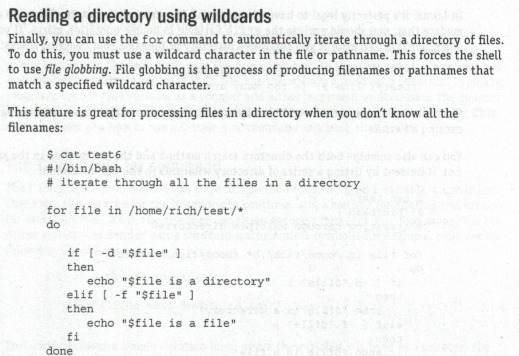 Reading a directory using wildcards
Finally, you can use the for command to automatically iterate through a directory of files.
To do this, you must use a wildcard character in the file or pathname. This forces the shell
to use file globbing. File globbing is the process of producing filenames or pathnames that
match a specified wildcard character.
This feature is great for processing files in a directory when you don't know all the
filenames:
$ cat test6
#!/bin/bash
# iterate through all the files in a directory
for file in /home/rich/test/*
do
if [ -d "$file" ]
then
echo "$file is a directory"
elif [ -f "$file" ]
then
echo "$file is a file"
fi
done